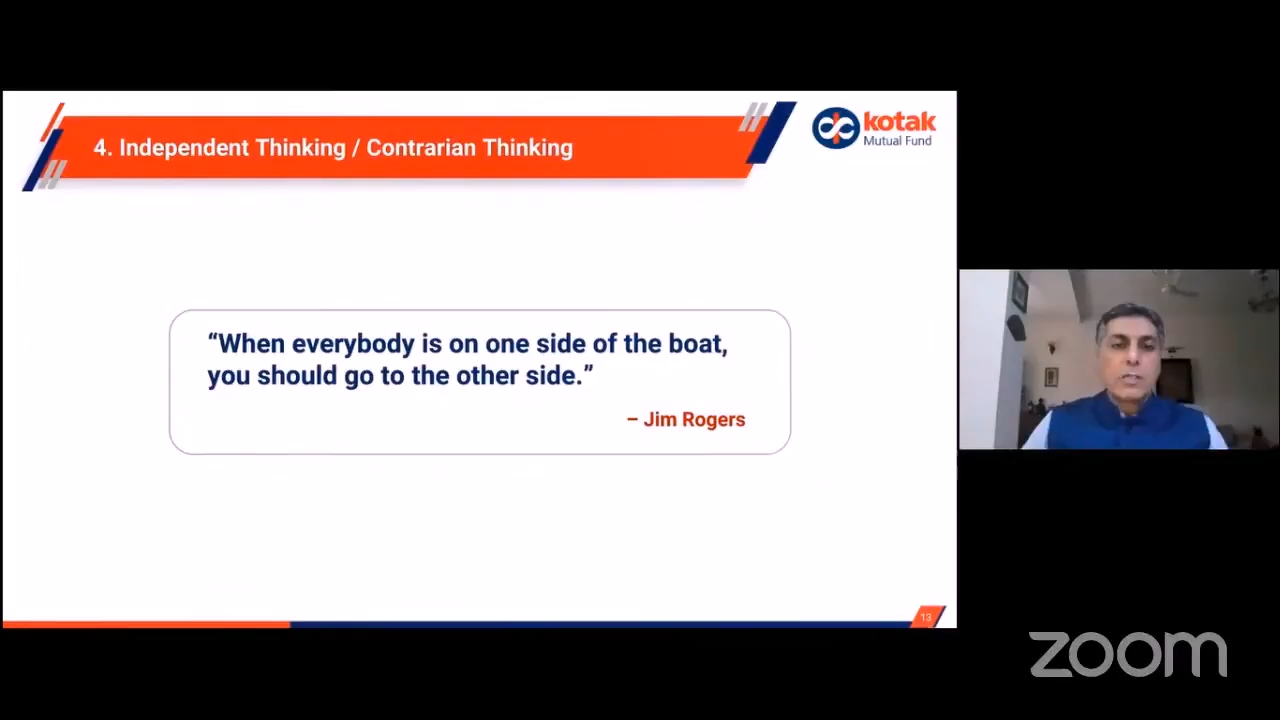 4. Independent Thinking / Contrarian Thinking
kotak
Mutual Fund
“When everybody is on one side of the boat,
you should go to the other side.”
– Jim Rogers
13
zoom